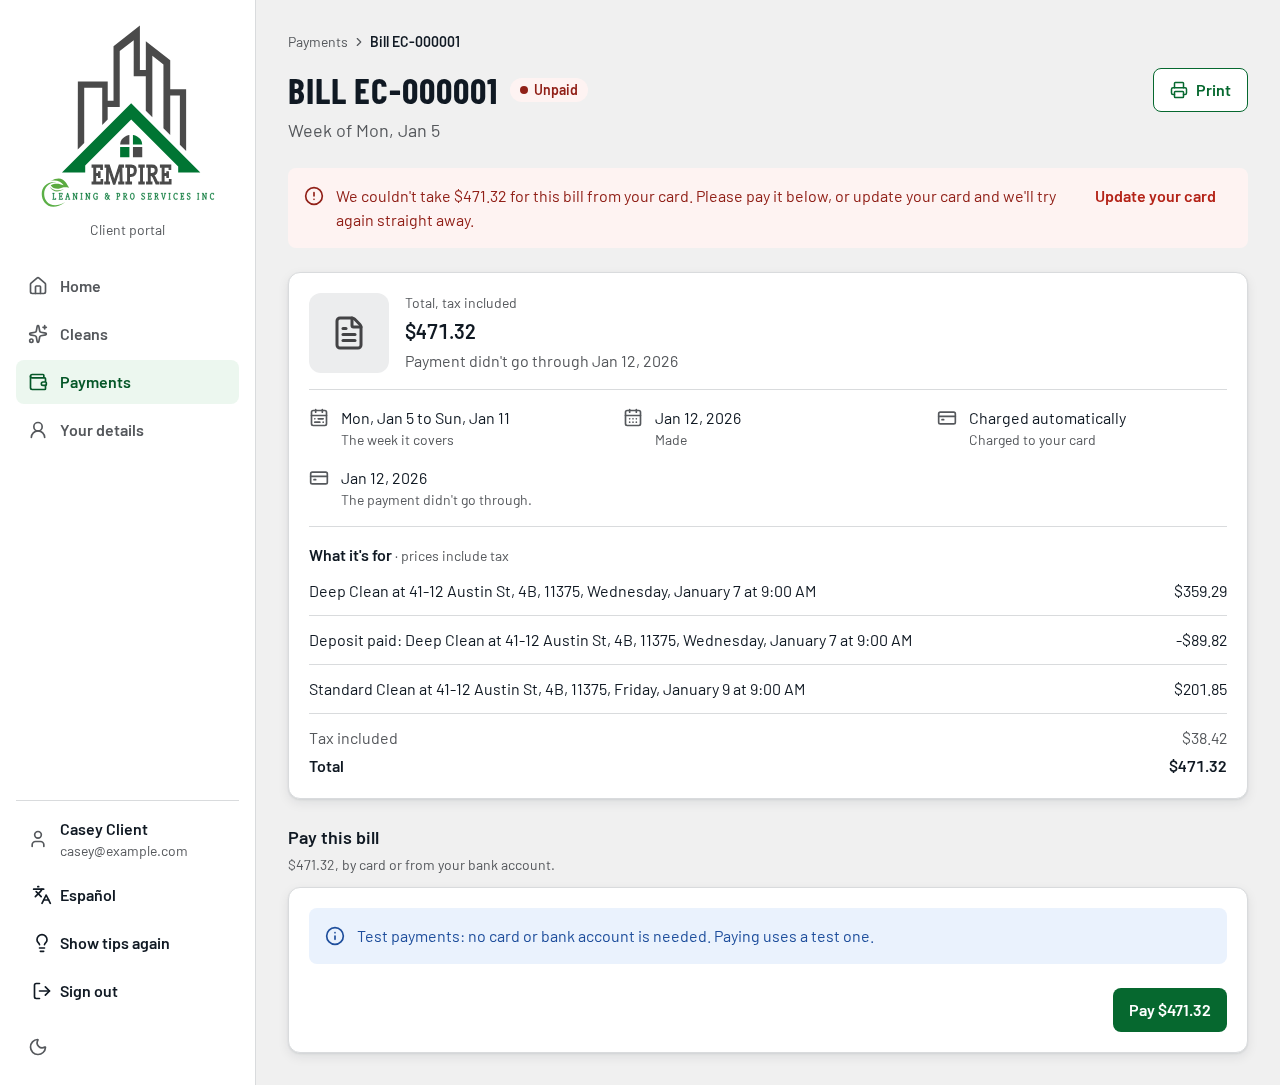 EMPIRE
LEANING & PRO SERVICES INC
Client portal
Home
Cleans
Payments
Your details
Casey Client
casey@example.com
Español
Show tips again
Sign out
Payments > Bill EC-000001
BILL EC-000001
Unpaid
Print
Week of Mon, Jan 5
We couldn't take $471.32 for this bill from your card. Please pay it below, or update your card and we'll try
again straight away.
Update your card
Total, tax included
$471.32
Payment didn't go through Jan 12, 2026
Mon, Jan 5 to Sun, Jan 11
The week it covers
Jan 12, 2026
Made
Charged automatically
Charged to your card
Jan 12, 2026
The payment didn't go through.
What it's for · prices include tax
Deep Clean at 41-12 Austin St, 4B, 11375, Wednesday, January 7 at 9:00 AM $359.29
Deposit paid: Deep Clean at 41-12 Austin St, 4B, 11375, Wednesday, January 7 at 9:00 AM -$89.82
Standard Clean at 41-12 Austin St, 4B, 11375, Friday, January 9 at 9:00 AM $201.85
Tax included $38.42
Total $471.32
Pay this bill
$471.32, by card or from your bank account.
Test payments: no card or bank account is needed. Paying uses a test one.
Pay $471.32